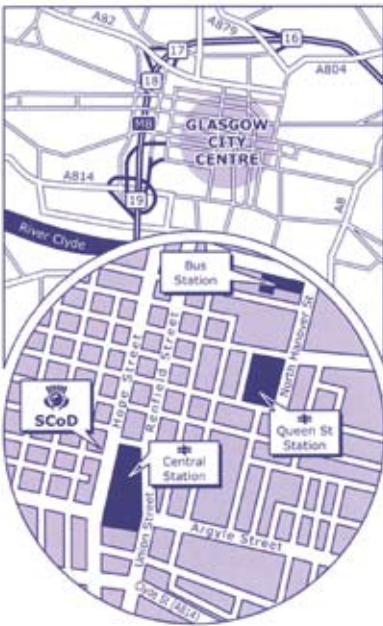 A82
A879
16
17
A804
18
M8
GLASGOW
CITY
CENTRE
A814
A8
19
River Clyde
Bus
Station
North Hanover St
Hope Street
Renfield Street
SCoD
Queen St
Station
Central
Station
Union Street
Argyle Street
Clyde St (A814)